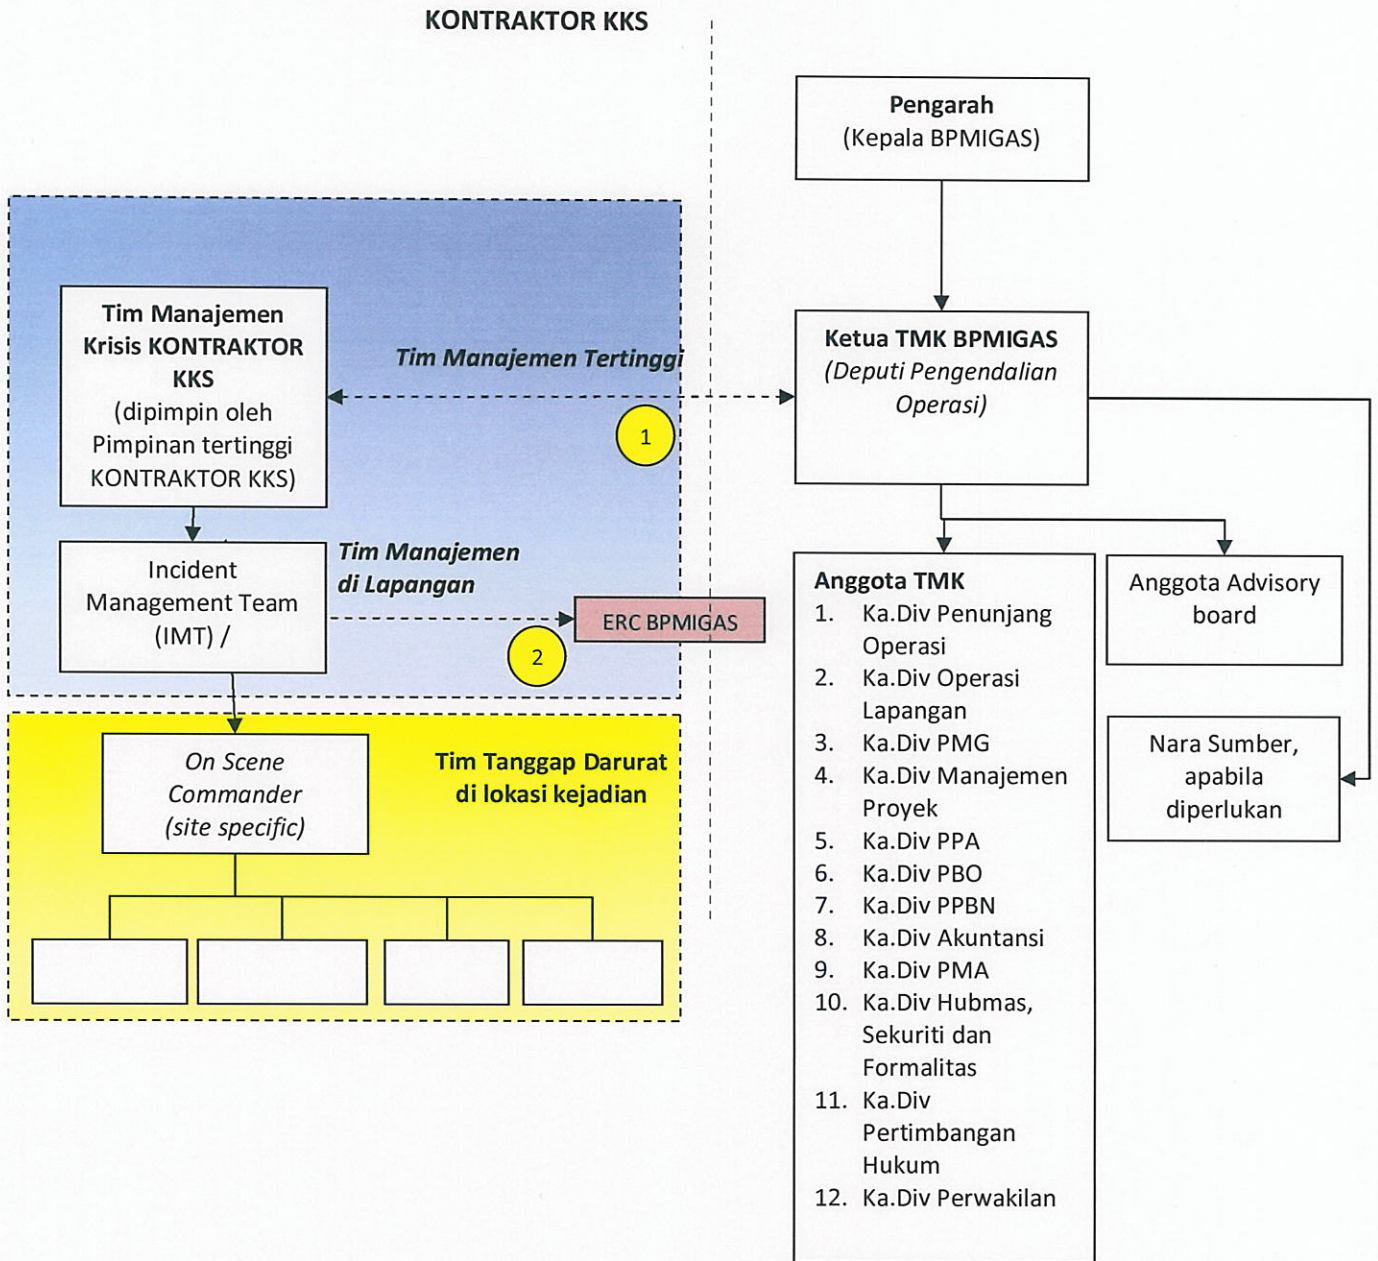 KONTRAKTOR KKS
Pengarah
(Kepala BPMIGAS)
Tim Manajemen
Krisis KONTRAKTOR
KKS
(dipimpin oleh
Pimpinan tertinggi
KONTRAKTOR KKS)
Tim Manajemen Tertinggi
1
Ketua TMK BPMIGAS
(Deputi Pengendalian
Operasi)
Incident
Management Team
(IMT) /
Tim Manajemen
di Lapangan
2
ERC BPMIGAS
On Scene
Commander
(site specific)
Tim Tanggap Darurat
di lokasi kejadian
Anggota TMK
1. Ka.Div Penunjang
Operasi
2. Ka.Div Operasi
Lapangan
3. Ka.Div PMG
4. Ka.Div Manajemen
Proyek
5. Ka.Div PPA
6. Ka.Div PBO
7. Ka.Div PPBN
8. Ka.Div Akuntansi
9. Ka.Div PMA
10. Ka.Div Hubmas,
Sekuriti dan
Formalitas
11. Ka.Div
Pertimbangan
Hukum
12. Ka.Div Perwakilan
Anggota Advisory
board
Nara Sumber,
apabila
diperlukan